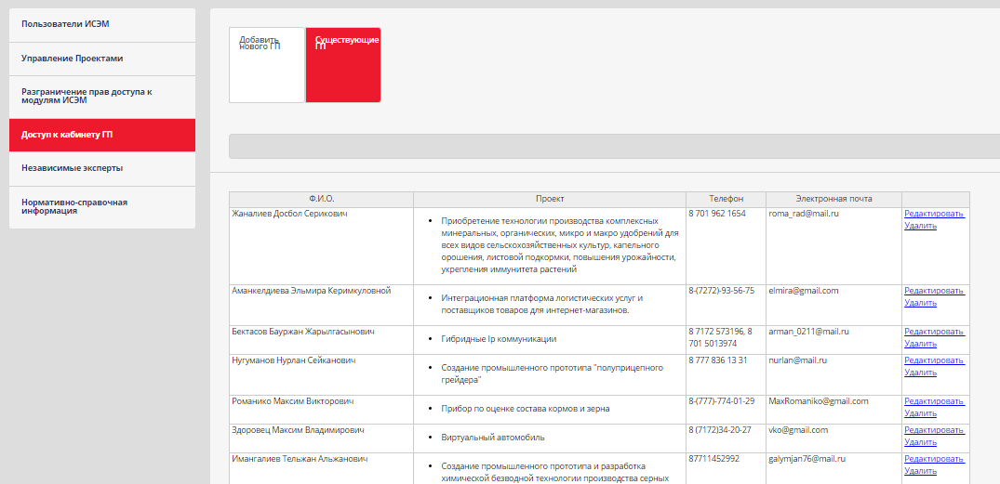 Пользователи ИСЭМ
Управление Проектами
Разграничение прав доступа к
модулям ИСЭМ
Доступ к кабинету ГП
Независимые эксперты
Нормативно-справочная
информация
Добавить
нового ГП
Существующие
ГП
Ф.И.О. Проект Телефон Электронная почта
Жаналиев Досбол Серикович
Приобретение технологии производства комплексных
минеральных, органических, микро и макро удобрений для
всех видов сельскохозяйственных культур, капельного
орошения, листовой подкормки, повышения урожайности,
укрепления иммунитета растений
8 701 962 1654
roma_rad@mail.ru
Редактировать
Удалить
Аманкелдиева Эльмира Керимкуловной
Интеграционная платформа логистических услуг и
поставщиков товаров для интернет-магазинов.
8-(7272)-93-56-75
elmira@gmail.com
Редактировать
Удалить
Бектасов Бауржан Жарылгасынович
Гибридные Ip коммуникации
8 7172 573196, 8
701 5013974
arman_0211@mail.ru
Редактировать
Удалить
Нугуманов Нурлан Сейканович
Создание промышленного прототипа "полуприцепного
грейдера"
8 777 836 13 31
nurlan@mail.ru
Редактировать
Удалить
Романико Максим Викторович
Прибор по оценке состава кормов и зерна
8-(777)-774-01-29
MaxRomaniko@gmail.com
Редактировать
Удалить
Здоровец Максим Владимирович
Виртуальный автомобиль
8 (7172)34-20-27
vko@gmail.com
Редактировать
Удалить
Имангалиев Тельжан Альжанович
Создание промышленного прототипа и разработка
химической безводной технологии производства серных
87711452992
galymjan76@mail.ru
Редактировать
Удалить